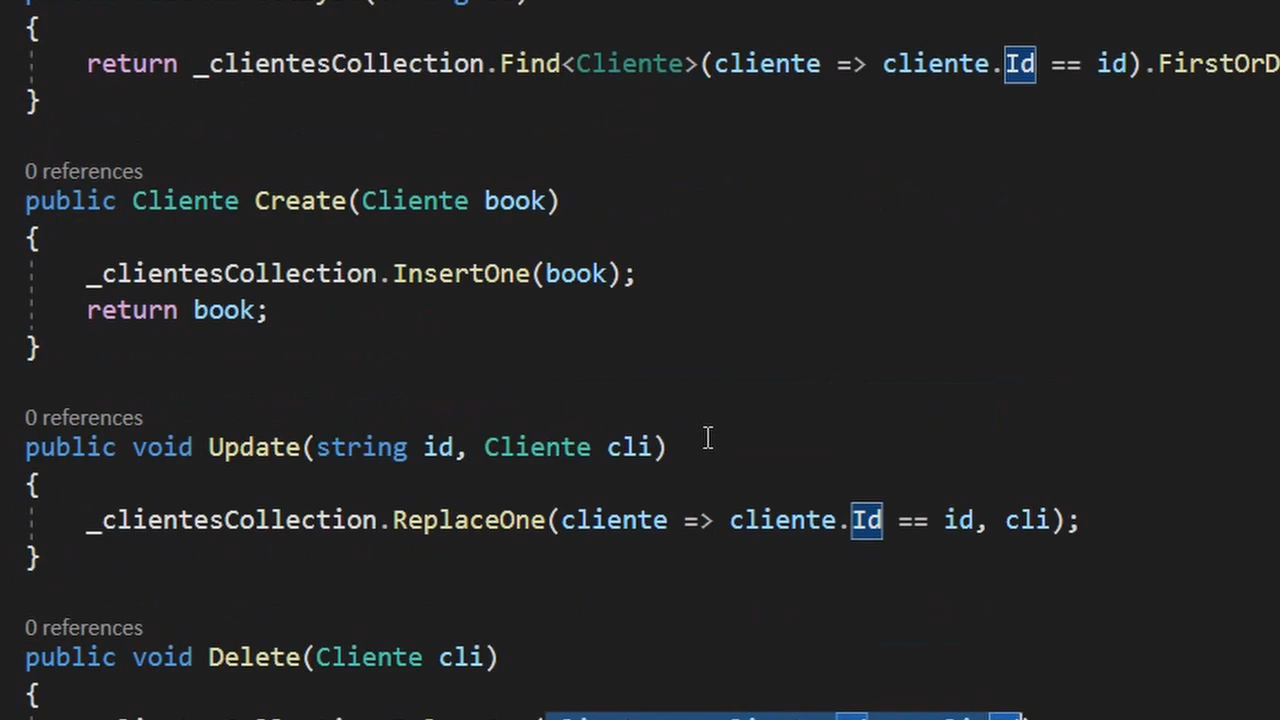 {
return _clientesCollection.Find<Cliente>(cliente => cliente.Id == id).FirstOrD
}
0 references
public Cliente Create(Cliente book)
{
_clientesCollection.InsertOne(book);
return book;
}
0 references
public void Update(string id, Cliente cli)
{
_clientesCollection.ReplaceOne(cliente => cliente.Id == id, cli);
}
0 references
public void Delete(Cliente cli)
{